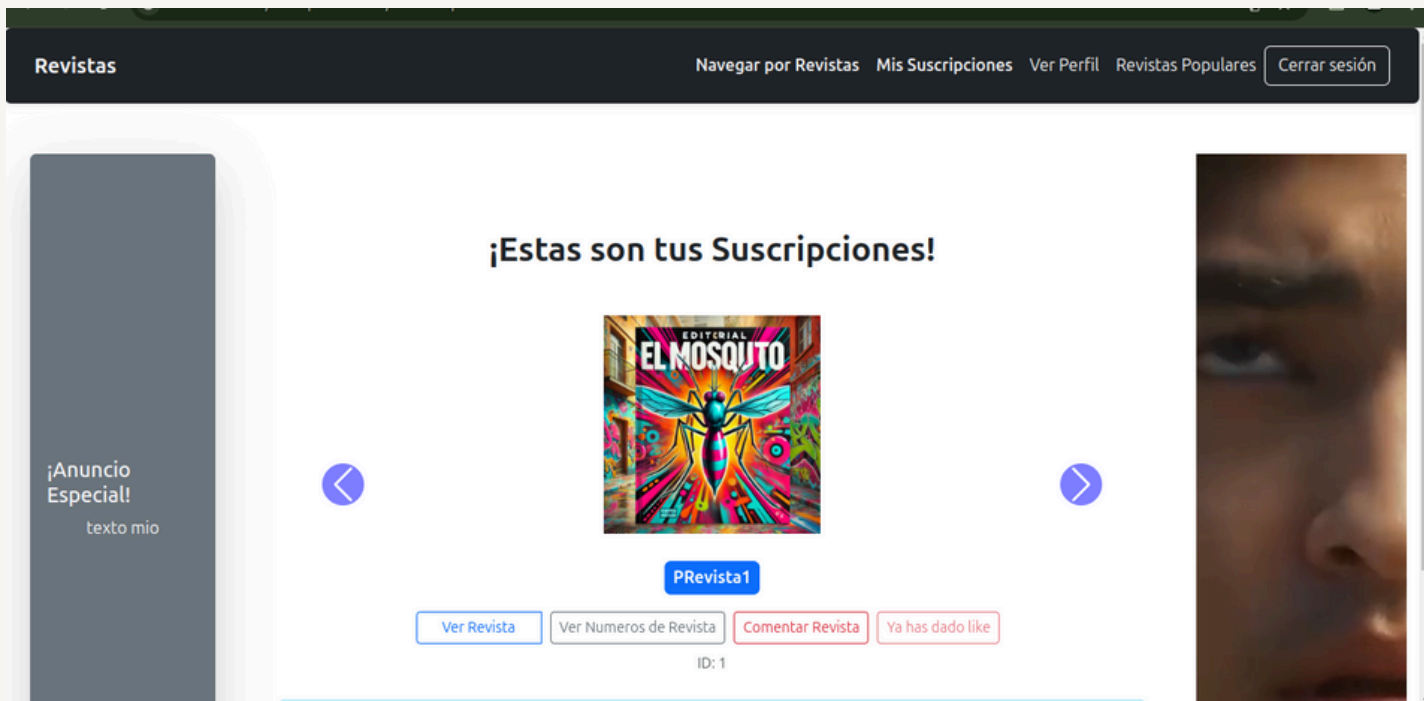 Revistas
Navegar por Revistas Mis Suscripciones Ver Perfil Revistas Populares Cerrar sesión
¡Estas son tus Suscripciones!
EDITORIAL
EL MOSQUTO
¡Anuncio
Especial!
texto mio
PRevista1
Ver Revista Ver Numeros de Revista Comentar Revista Ya has dado like
ID: 1